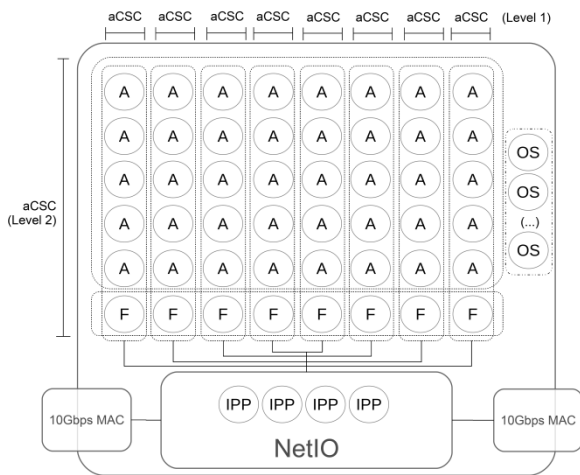 aCSC aCSC aCSC aCSC aCSC aCSC aCSC aCSC (Level 1)
A A A A A A A A
A A A A A A A A
OS
A A A A A A A A
OS
aCSC
(Level 2)
A A A A A A A A
(...)
OS
A A A A A A A A
F F F F F F F F
IPP IPP IPP IPP
10Gbps MAC
NetIO
10Gbps MAC